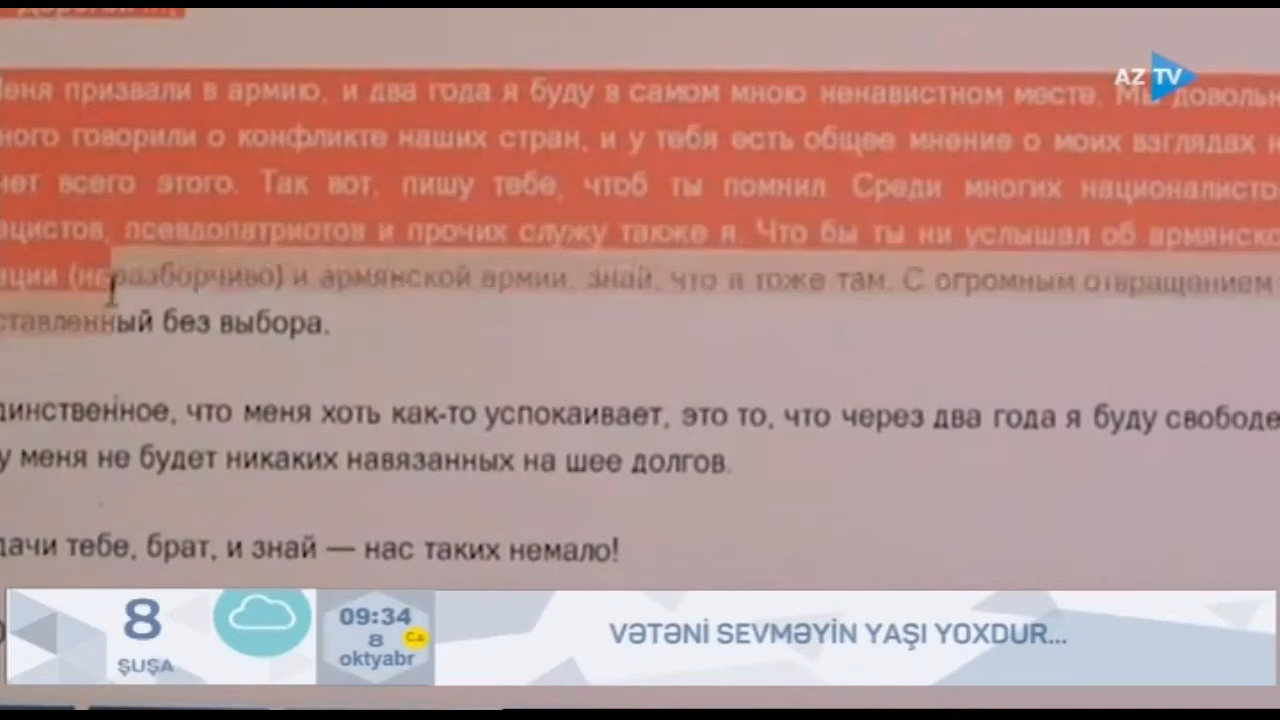 AZ TV
еня призвали в армию, и два года я буду в самом мною ненавистном месте. Мы довольн
ного говорили о конфликте наших стран, и у тебя есть общее мнение о моих взглядах н
чет всего этого. Так вот, пишу тебе, чтоб ты помнил. Среди многих националисто
ацистов, псевдопатриотов и прочих служу также я. Что бы ты ни услышал об армянско
ации (неразборчиво) и армянской армии, знай, что я тоже там. С огромным отвращением
ставленный без выбора.
динственное, что меня хоть как-то успокаивает, это то, что через два года я буду свободе
у меня не будет никаких навязанных на шее долгов.
дачи тебе, брат, и знай — нас таких немало!
8
ŞUŞA
09:34
8 C.a
oktyabr
VƏTƏNİ SEVMƏYİN YAŞI YOXDUR...